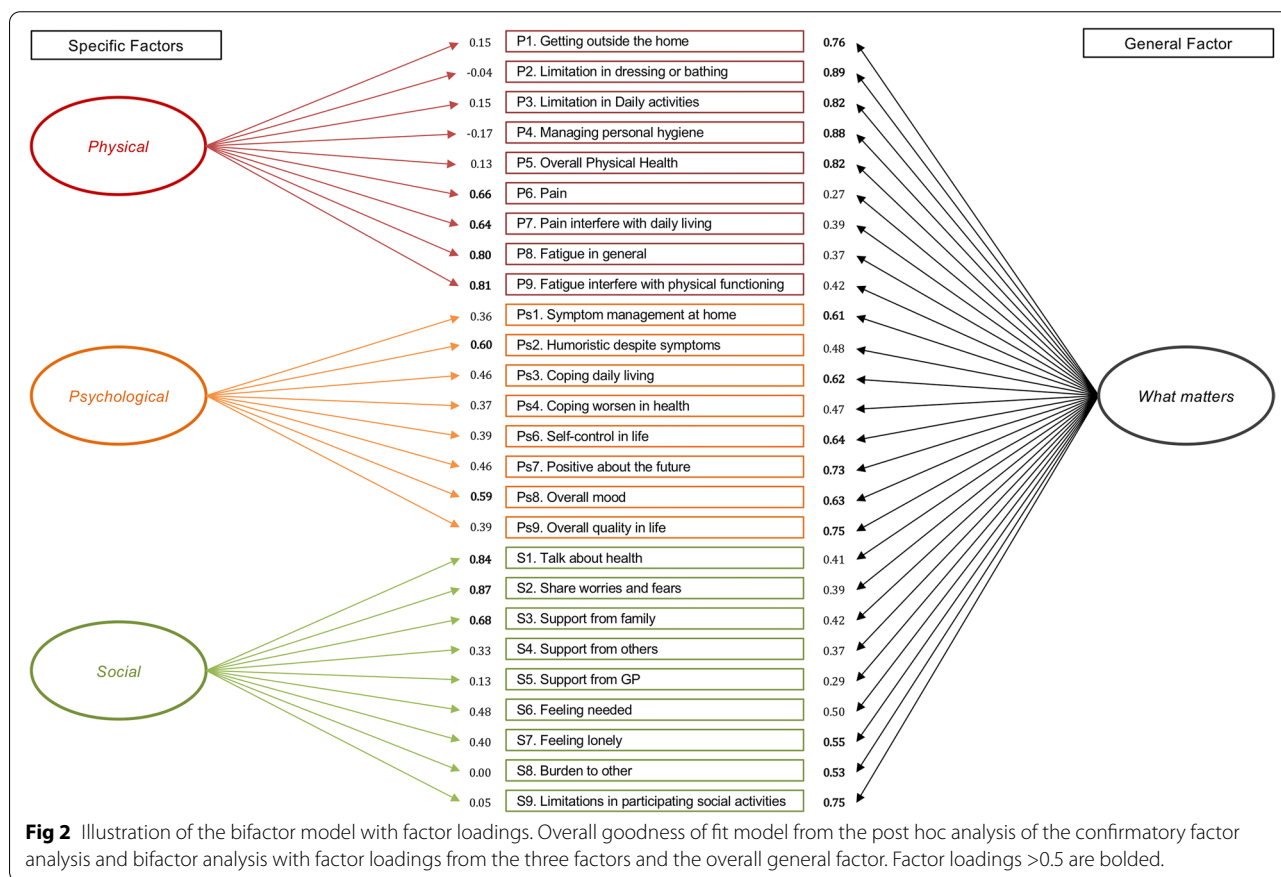 Specific Factors
General Factor
Physical
0.15 P1. Getting outside the home 0.76
-0.04 P2. Limitation in dressing or bathing 0.89
0.15 P3. Limitation in Daily activities 0.82
-0.17 P4. Managing personal hygiene 0.88
0.13 P5. Overall Physical Health 0.82
0.66 P6. Pain 0.27
0.64 P7. Pain interfere with daily living 0.39
0.80 P8. Fatigue in general 0.37
0.81 P9. Fatigue interfere with physical functioning 0.42
Psychological
0.36 Ps1. Symptom management at home 0.61
0.60 Ps2. Humoristic despite symptoms 0.48
0.46 Ps3. Coping daily living 0.62
0.37 Ps4. Coping worsen in health 0.47
0.39 Ps6. Self-control in life 0.64
0.46 Ps7. Positive about the future 0.73
0.59 Ps8. Overall mood 0.63
0.39 Ps9. Overall quality in life 0.75
What matters
Social
0.84 S1. Talk about health 0.41
0.87 S2. Share worries and fears 0.39
0.68 S3. Support from family 0.42
0.33 S4. Support from others 0.37
0.13 S5. Support from GP 0.29
0.48 S6. Feeling needed 0.50
0.40 S7. Feeling lonely 0.55
0.00 S8. Burden to other 0.53
0.05 S9. Limitations in participating social activities 0.75
Fig 2 Illustration of the bifactor model with factor loadings. Overall goodness of fit model from the post hoc analysis of the confirmatory factor
analysis and bifactor analysis with factor loadings from the three factors and the overall general factor. Factor loadings >0.5 are bolded.